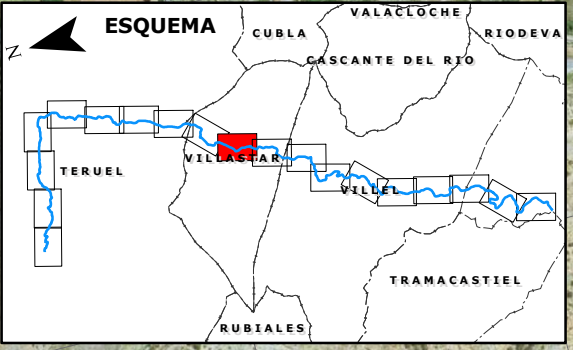 ESQUEMA
N
VALACLOCHE
CUBLA
RIODEVA
CASCANTE DEL RIO
VILLASTAR
TERUEL
VILLEL
TRAMACASTIEL
RUBIALES